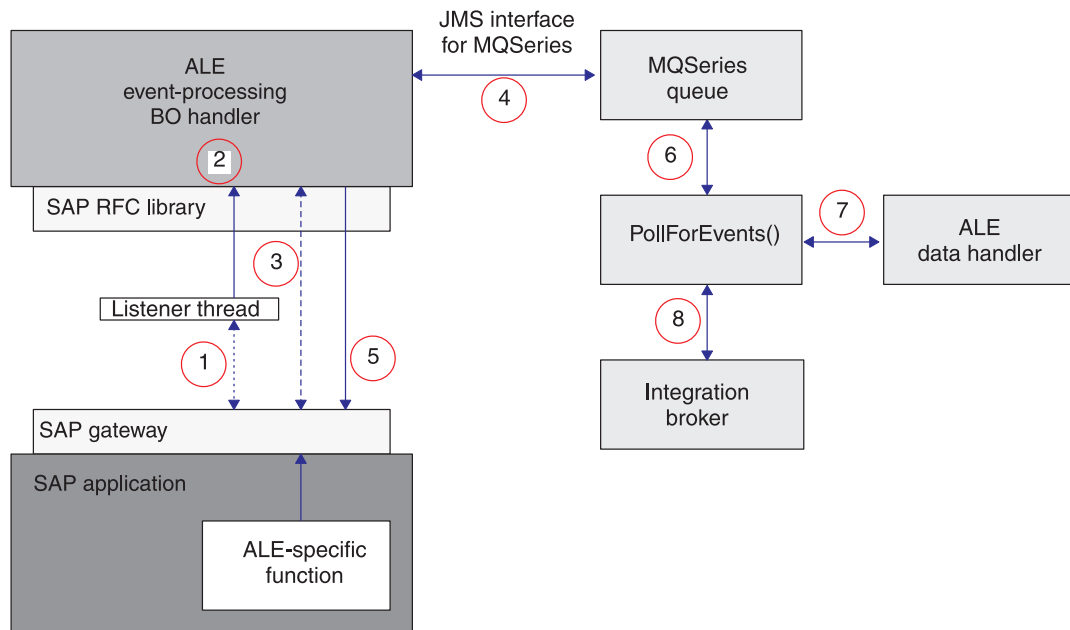 JMS interface
for MQSeries
ALE
event-processing
BO handler
2
4
MQSeries
queue
6
SAP RFC library
3
PollForEvents()
7
ALE
data handler
Listener thread
1
5
8
Integration
broker
SAP gateway
SAP application
ALE-specific
function